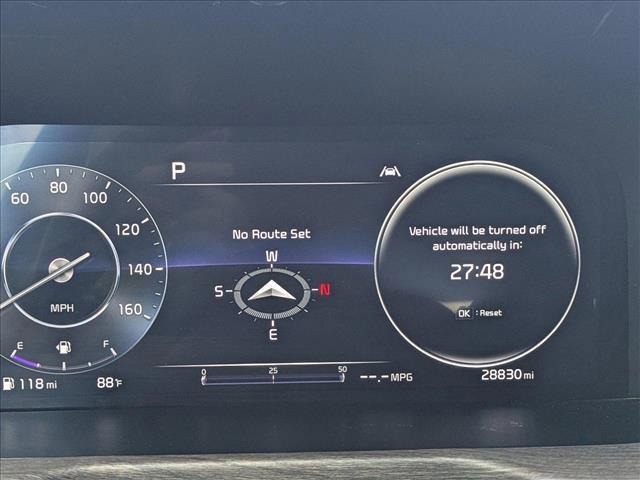 P
60 80 100 120 140 160
MPH
E F
118 mi
88°F
No Route Set
W
S N
E
0 25 50
--.- MPG
Vehicle will be turned off
automatically in:
27:48
OK : Reset
28830 mi